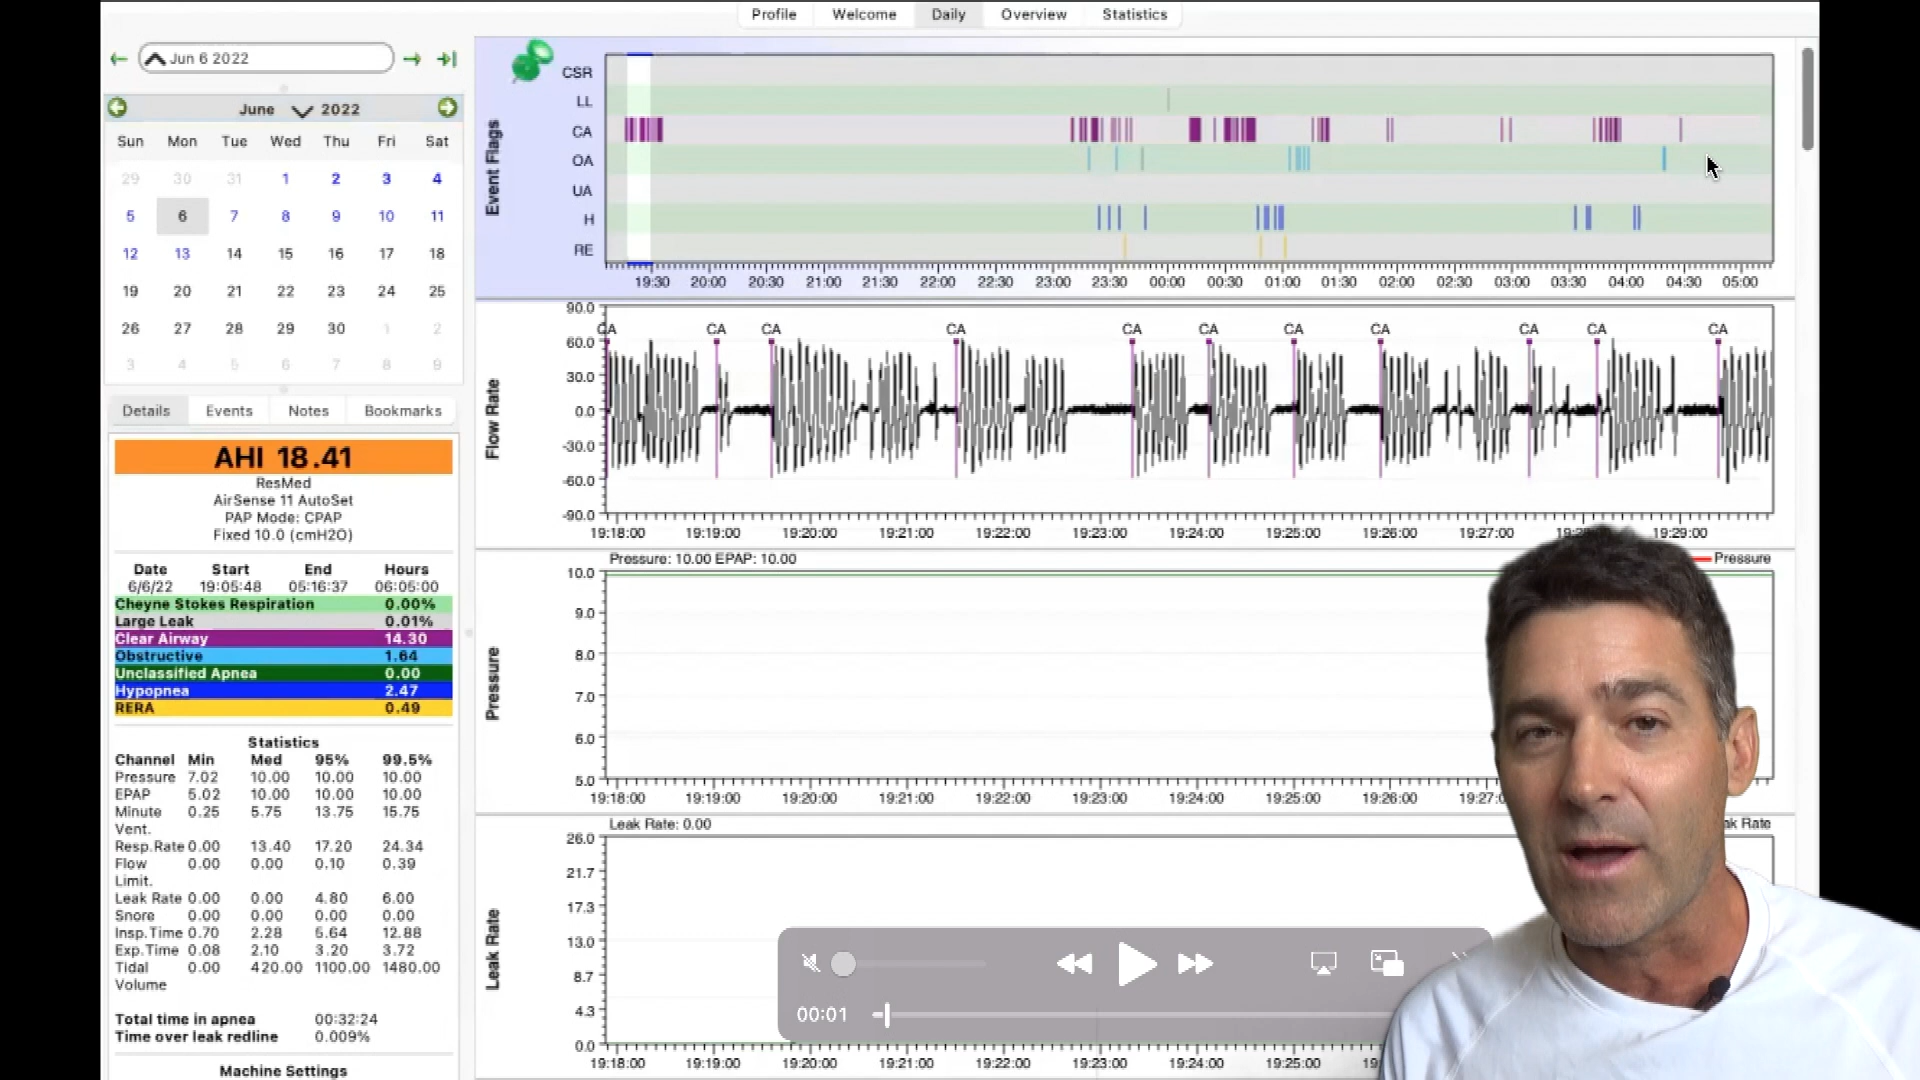 Profile Welcome Daily Overview Statistics
Jun 6 2022
June 2022
Sun Mon Tue Wed Thu Fri Sat
29 30 31 1 2 3 4
5 6 7 8 9 10 11
12 13 14 15 16 17 18
19 20 21 22 23 24 25
26 27 28 29 30 1 2
3 4 5 6 7 8 9
Details Events Notes Bookmarks
AHI 18.41
ResMed
AirSense 11 AutoSet
PAP Mode: CPAP
Fixed 10.0 (cmH2O)
Date Start End Hours
6/6/22 19:05:48 05:16:37 06:05:00
Cheyne Stokes Respiration 0.00%
Large Leak 0.01%
Clear Airway 14.30
Obstructive 1.64
Unclassified Apnea 0.00
Hypopnea 2.47
RERA 0.49
Statistics
Channel Min Med 95% 99.5%
Pressure 7.02 10.00 10.00 10.00
EPAP 5.02 10.00 10.00 10.00
Minute 0.25 5.75 13.75 15.75
Vent.
Resp.Rate 0.00 13.40 17.20 24.34
Flow 0.00 0.00 0.10 0.39
Limit.
Leak Rate 0.00 0.00 4.80 6.00
Snore 0.00 0.00 0.00 0.00
Insp.Time 0.70 2.28 5.64 12.88
Exp.Time 0.08 2.10 3.20 3.72
Tidal 0.00 420.00 1100.00 1480.00
Volume
Total time in apnea 00:32:24
Time over leak redline 0.009%
Machine Settings
Event Flags
CSR
LL
CA
OA
UA
H
RE
19:30 20:00 20:30 21:00 21:30 22:00 22:30 23:00 23:30 00:00 00:30 01:00 01:30 02:00 02:30 03:00 03:30 04:00 04:30 05:00
Flow Rate
90.0
CA CA CA CA CA CA CA CA CA CA CA
60.0
30.0
0.0
-30.0
-60.0
-90.0
19:18:00 19:19:00 19:20:00 19:21:00 19:22:00 19:23:00 19:24:00 19:25:00 19:26:00 19:27:00 19:29:00
Pressure: 10.00 EPAP: 10.00 Pressure
Pressure
10.0
9.0
8.0
7.0
6.0
5.0
19:18:00 19:19:00 19:20:00 19:21:00 19:22:00 19:23:00 19:24:00 19:25:00 19:26:00 19:27:0
Leak Rate: 0.00 ak Rate
Leak Rate
26.0
21.7
17.3
13.0
8.7
4.3
0.0
00:01
19:18:00 19:19:00 19:20:00 19:21:00 19:22:00 19:23:00 19:24:00 19:25:00